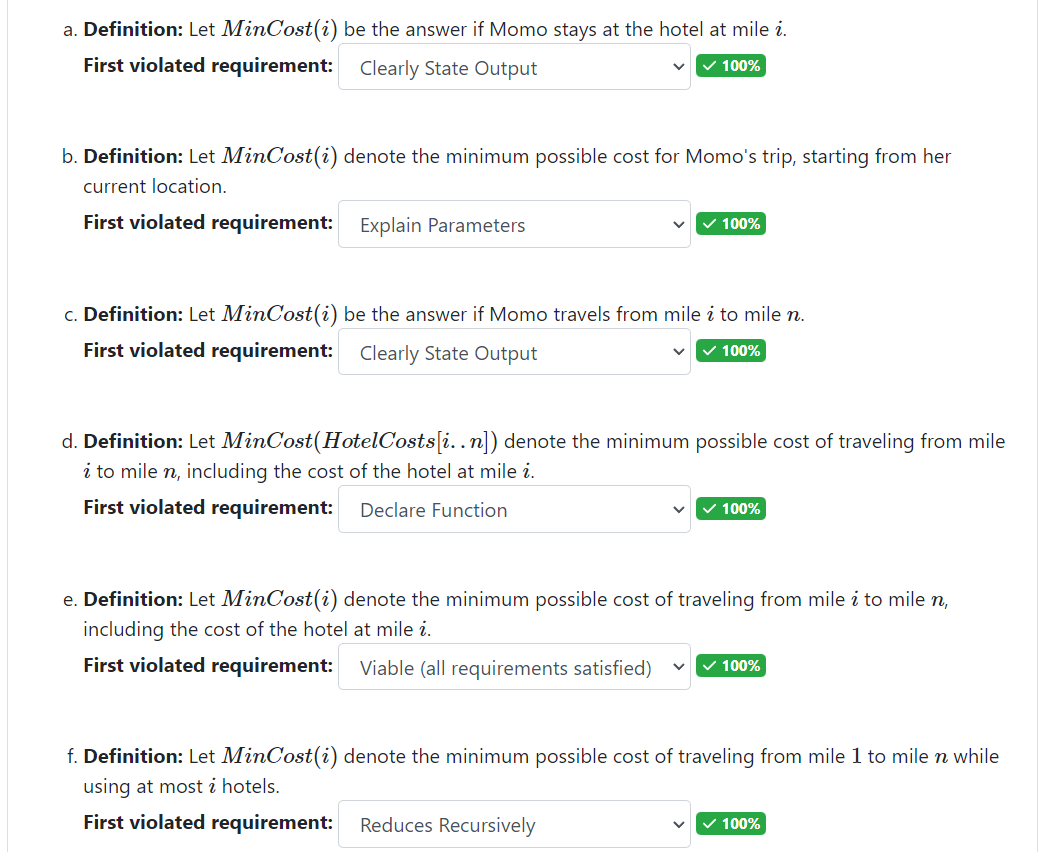 a. Definition: Let MinCost(i) be the answer if Momo stays at the hotel at mile i.
First violated requirement: Clearly State Output ✓ 100%
b. Definition: Let MinCost(i) denote the minimum possible cost for Momo's trip, starting from her
current location.
First violated requirement: Explain Parameters ✓ 100%
c. Definition: Let MinCost(i) be the answer if Momo travels from mile i to mile n.
First violated requirement: Clearly State Output ✓ 100%
d. Definition: Let MinCost(HotelCosts[i..n]) denote the minimum possible cost of traveling from mile
i to mile n, including the cost of the hotel at mile i.
First violated requirement: Declare Function ✓ 100%
e. Definition: Let MinCost(i) denote the minimum possible cost of traveling from mile i to mile n,
including the cost of the hotel at mile i.
First violated requirement: Viable (all requirements satisfied) ✓ 100%
f. Definition: Let MinCost(i) denote the minimum possible cost of traveling from mile 1 to mile n while
using at most i hotels.
First violated requirement: Reduces Recursively ✓ 100%